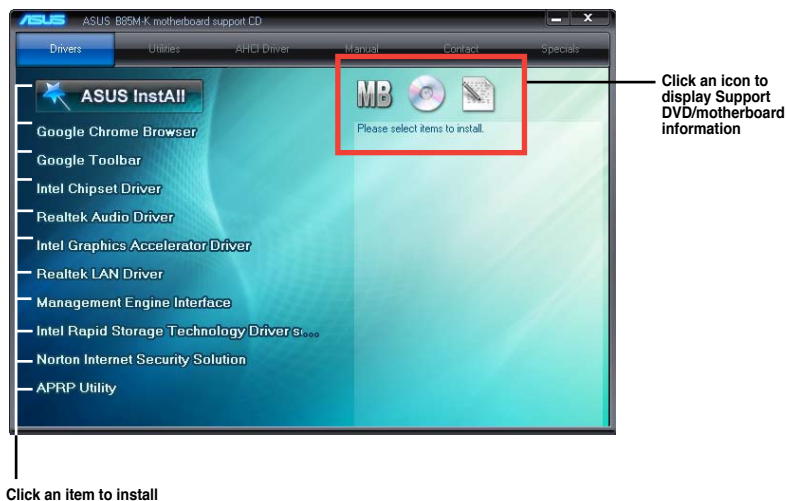 ASUS ASUS B85M-K motherboard support CD
Drivers Utilities AHCI Driver Manual Contact Specials
ASUS InstAll
MB
Please select items to install.
Google Chrome Browser
Google Toolbar
Intel Chipset Driver
Realtek Audio Driver
Intel Graphics Accelerator Driver
Realtek LAN Driver
Management Engine Interface
Intel Rapid Storage Technology Driver s...
Norton Internet Security Solution
APRP Utility
Click an icon to
display Support
DVD/motherboard
information
Click an item to install